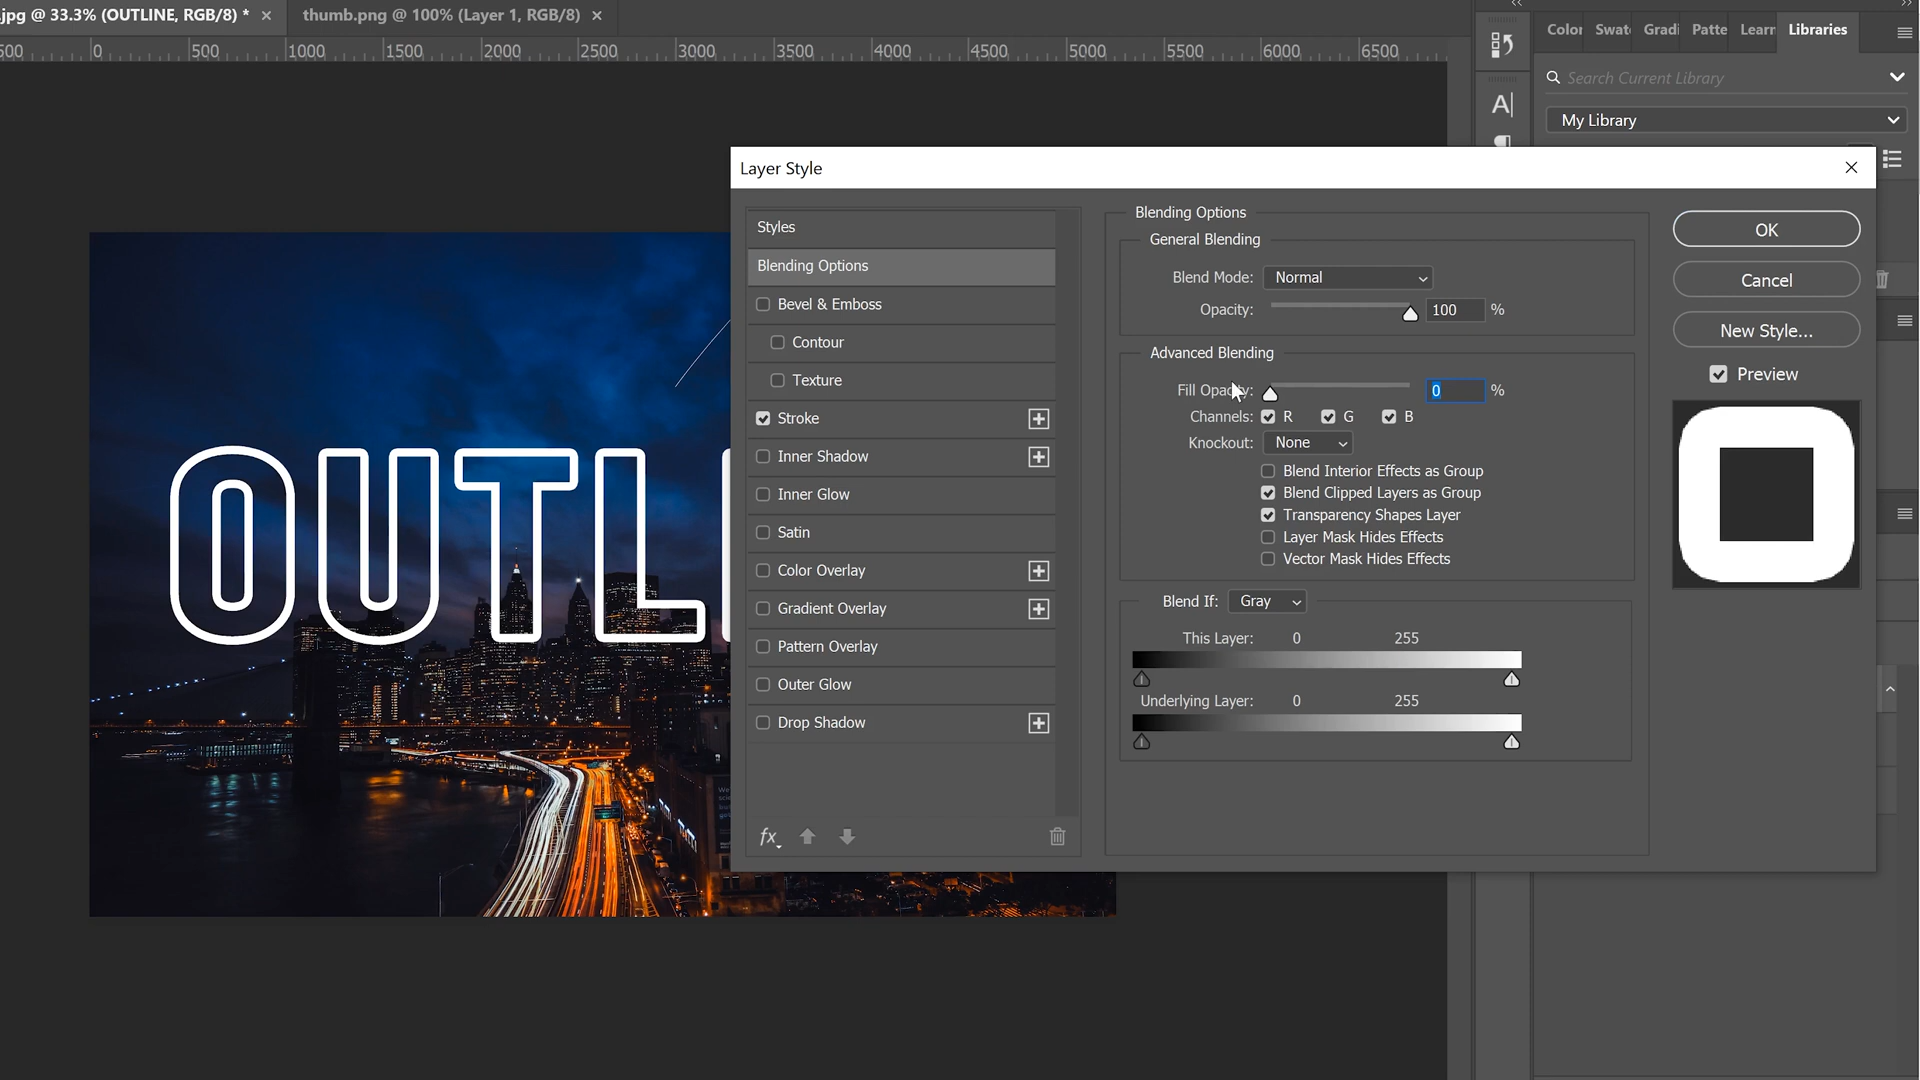 .jpg @ 33.3% (OUTLINE, RGB/8) *
thumb.png @ 100% (Layer 1, RGB/8)
500 0 500 1000 1500 2000 2500 3000 3500 4000 4500 5000 5500 6000 6500
Color Swat Gradi Patte Learn Libraries
Search Current Library
My Library
A
Layer Style
Styles
Blending Options
Bevel & Emboss
Contour
Texture
Stroke
Inner Shadow
Inner Glow
Satin
Color Overlay
Gradient Overlay
Pattern Overlay
Outer Glow
Drop Shadow
fx
Blending Options
General Blending
Blend Mode: Normal
Opacity: 100 %
Advanced Blending
Fill Opacity: 0 %
Channels: R G B
Knockout: None
Blend Interior Effects as Group
Blend Clipped Layers as Group
Transparency Shapes Layer
Layer Mask Hides Effects
Vector Mask Hides Effects
Blend If: Gray
This Layer: 0 255
Underlying Layer: 0 255
OK
Cancel
New Style...
Preview
OUTLI